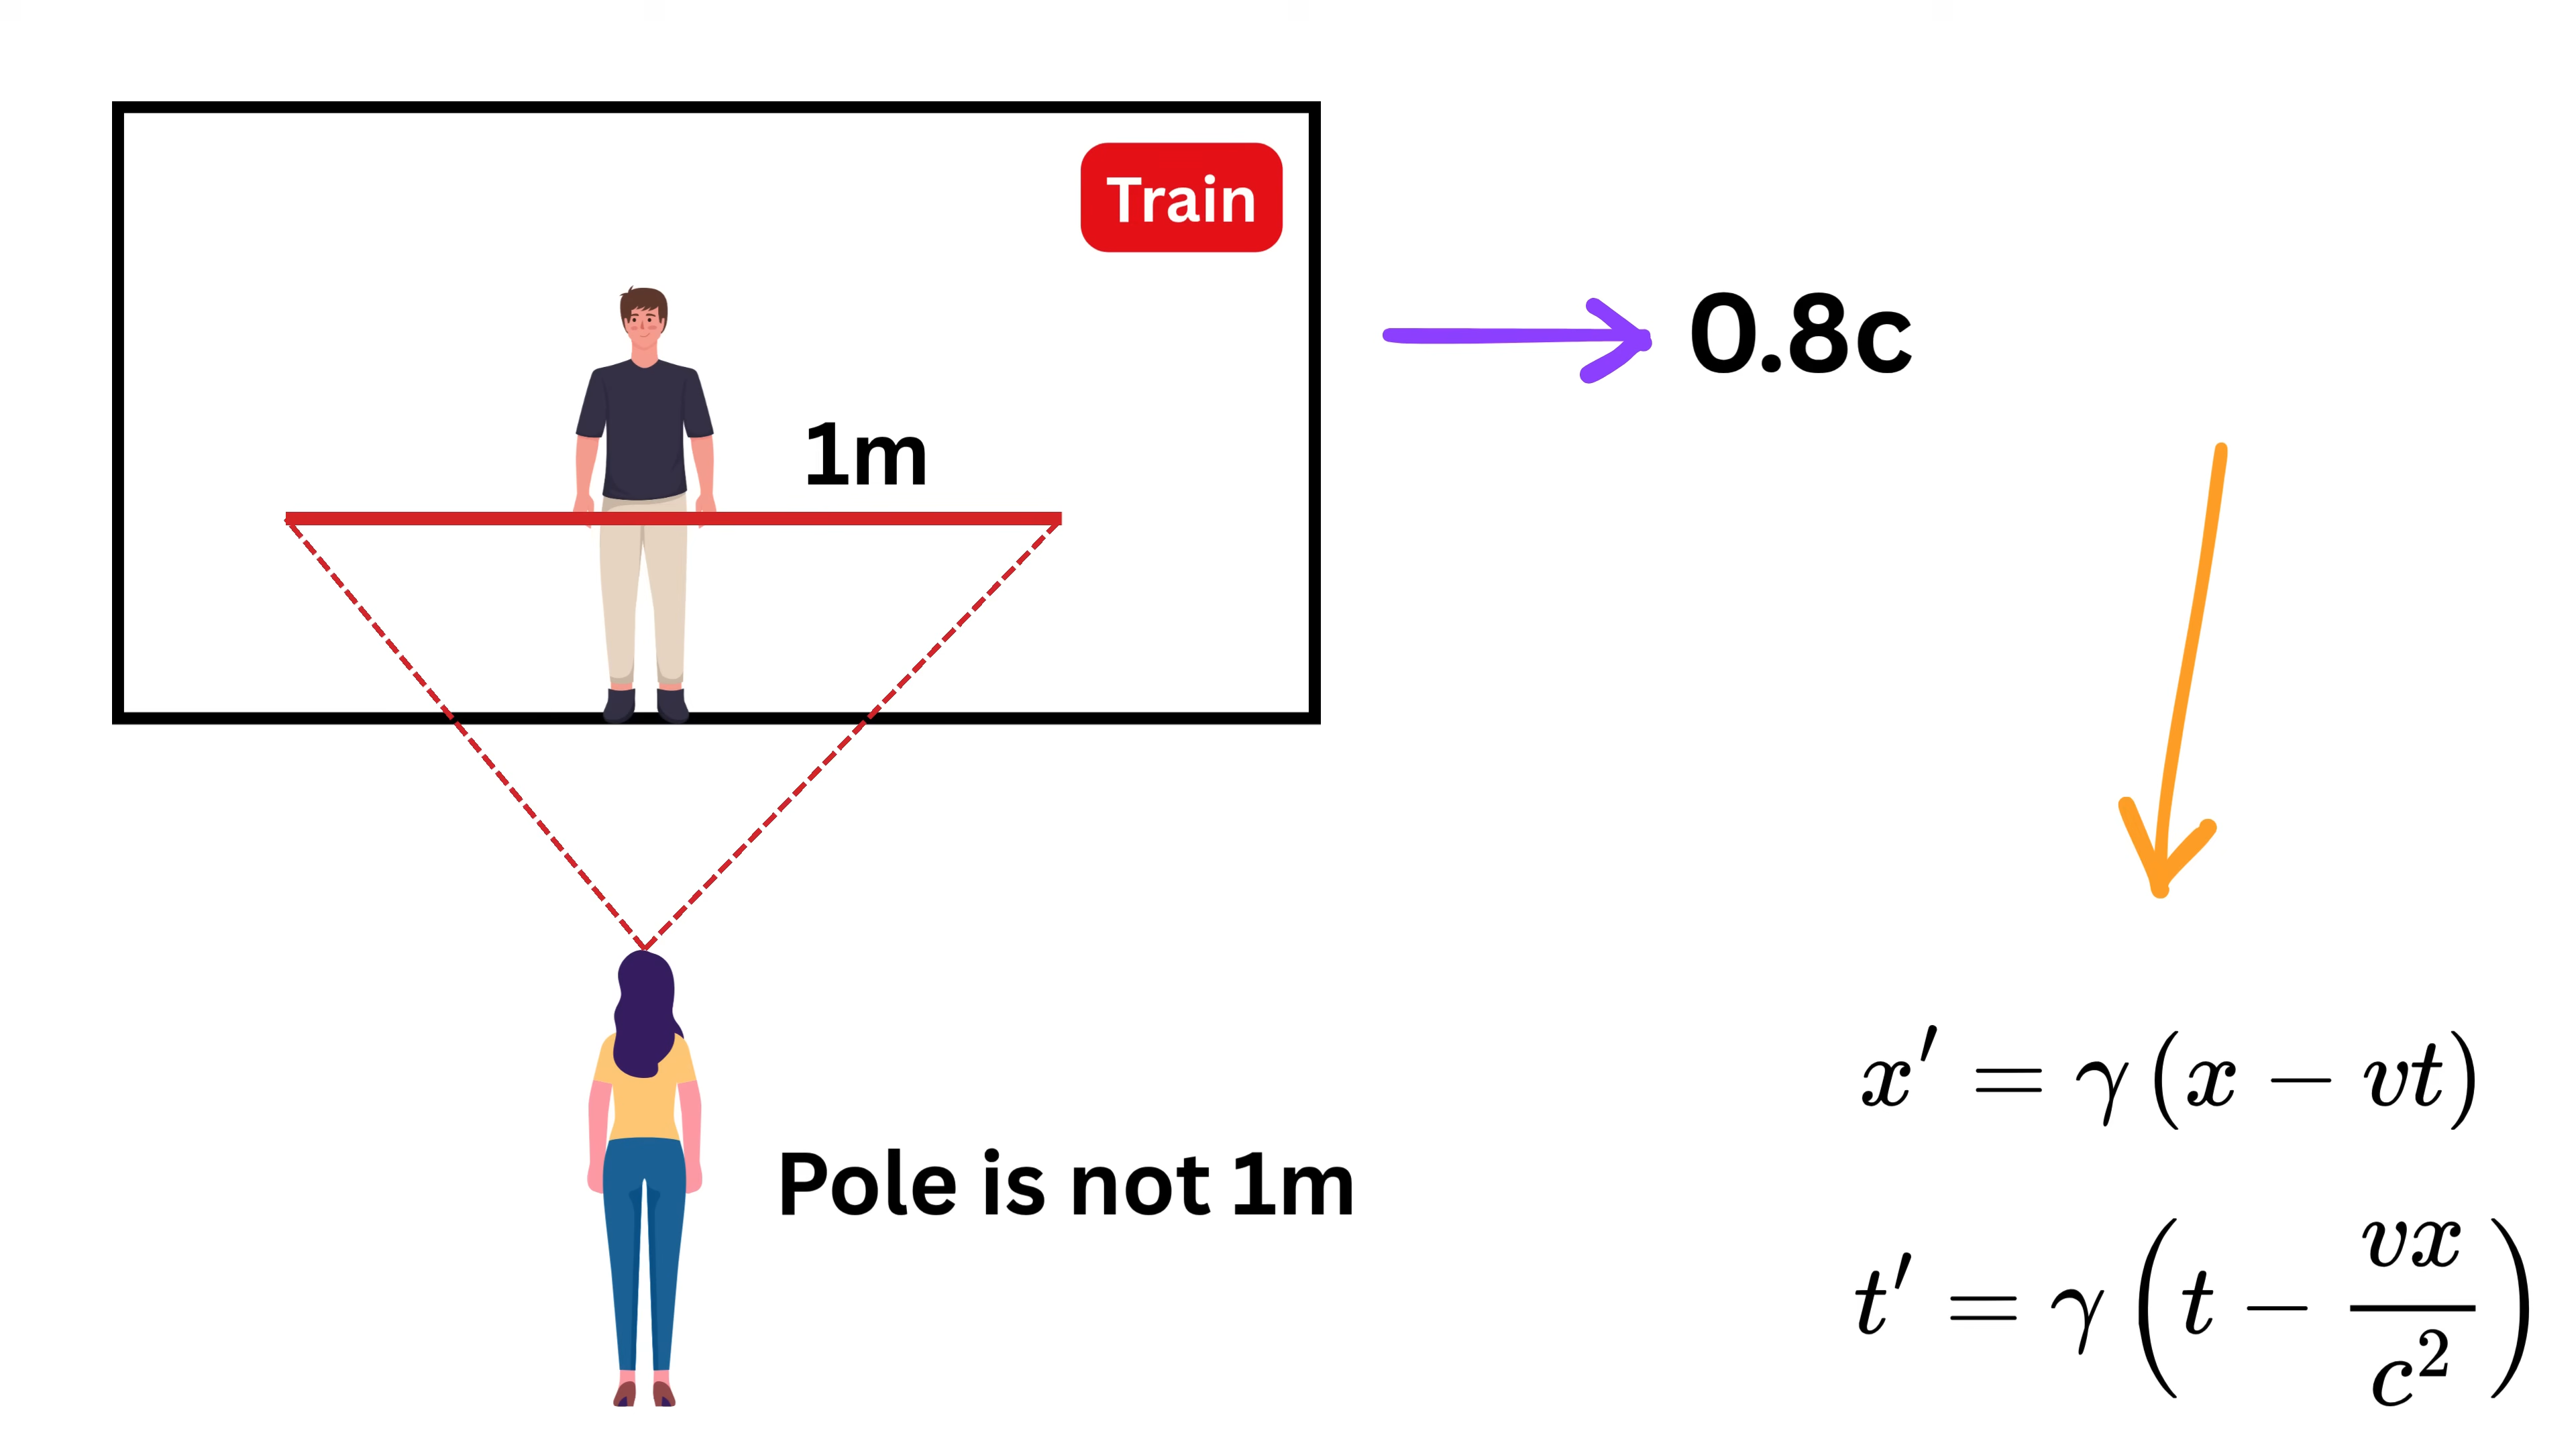 Train
0.8c
1m
Pole is not 1m
x′ = γ(x − vt)
t′ = γ(t − vx/c²)